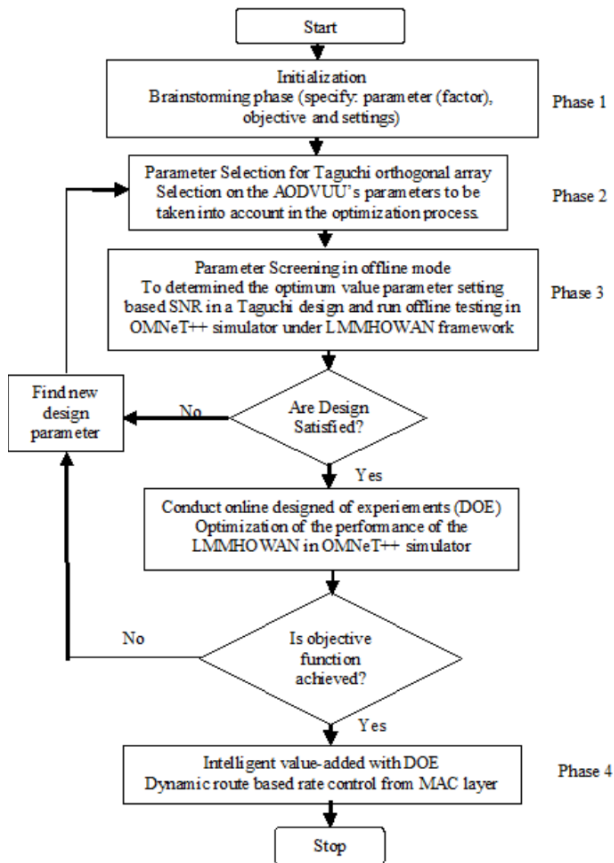 Start
Initialization
Brainstorming phase (specify: parameter (factor),
objective and settings)
Phase 1
Parameter Selection for Taguchi orthogonal array
Selection on the AODVUU's parameters to be
taken into account in the optimization process.
Phase 2
Parameter Screening in offline mode
To determined the optimum value parameter setting
based SNR in a Taguchi design and run offline testing in
OMNeT++ simulator under LMMHOWAN framework
Phase 3
Find new
design
parameter
No
Are Design
Satisfied?
Yes
Conduct online designed of experiements (DOE)
Optimization of the performance of the
LMMHOWAN in OMNeT++ simulator
No
Is objective
function
achieved?
Yes
Intelligent value-added with DOE
Dynamic route based rate control from MAC layer
Phase 4
Stop